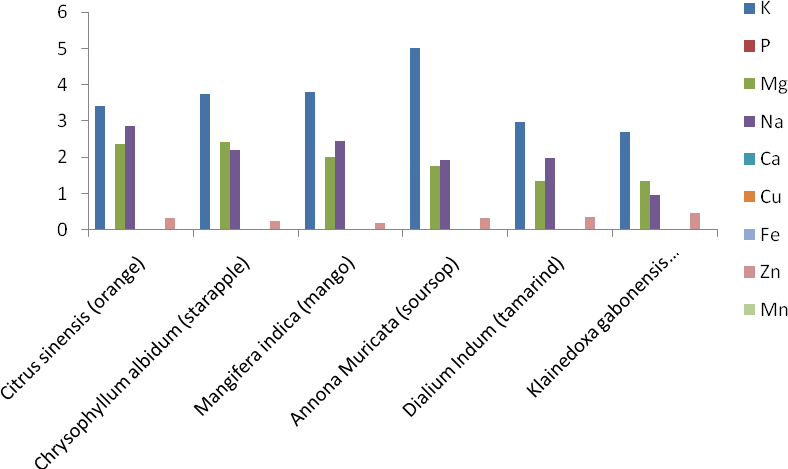 6
5
4
3
2
1
0
Citrus sinensis (orange)
Chrysophyllum albidum (starapple)
Mangifera indica (mango)
Annona Muricata (soursop)
Dialium Indum (tamarind)
Klainedoxa gabonensis...
K
P
Mg
Na
Ca
Cu
Fe
Zn
Mn